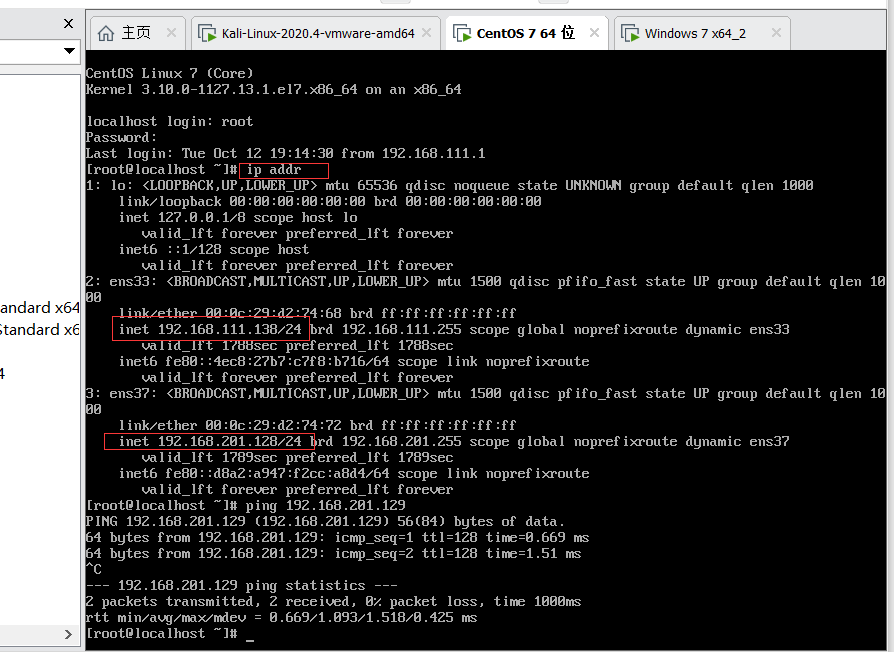 主页
Kali-Linux-2020.4-vmware-amd64
CentOS 7 64 位
Windows 7 x64_2
andard x64
Standard x6
4
CentOS Linux 7 (Core)
Kernel 3.10.0-1127.13.1.el7.x86_64 on an x86_64
localhost login: root
Password:
Last login: Tue Oct 12 19:14:30 from 192.168.111.1
[root@localhost ~]# ip addr
1: lo: <LOOPBACK,UP,LOWER_UP> mtu 65536 qdisc noqueue state UNKNOWN group default qlen 1000
link/loopback 00:00:00:00:00:00 brd 00:00:00:00:00:00
inet 127.0.0.1/8 scope host lo
valid_lft forever preferred_lft forever
inet6 ::1/128 scope host
valid_lft forever preferred_lft forever
2: ens33: <BROADCAST,MULTICAST,UP,LOWER_UP> mtu 1500 qdisc pfifo_fast state UP group default qlen 10
00
link/ether 00:0c:29:d2:74:68 brd ff:ff:ff:ff:ff:ff
inet 192.168.111.138/24 brd 192.168.111.255 scope global noprefixroute dynamic ens33
valid_lft 1788sec preferred_lft 1788sec
inet6 fe80::4ec8:27b7:c7f8:b716/64 scope link noprefixroute
valid_lft forever preferred_lft forever
3: ens37: <BROADCAST,MULTICAST,UP,LOWER_UP> mtu 1500 qdisc pfifo_fast state UP group default qlen 10
00
link/ether 00:0c:29:d2:74:72 brd ff:ff:ff:ff:ff:ff
inet 192.168.201.128/24 brd 192.168.201.255 scope global noprefixroute dynamic ens37
valid_lft 1789sec preferred_lft 1789sec
inet6 fe80::d8a2:a947:f2cc:a8d4/64 scope link noprefixroute
valid_lft forever preferred_lft forever
[root@localhost ~]# ping 192.168.201.129
PING 192.168.201.129 (192.168.201.129) 56(84) bytes of data.
64 bytes from 192.168.201.129: icmp_seq=1 ttl=128 time=0.669 ms
64 bytes from 192.168.201.129: icmp_seq=2 ttl=128 time=1.51 ms
^C
--- 192.168.201.129 ping statistics ---
2 packets transmitted, 2 received, 0% packet loss, time 1000ms
rtt min/avg/max/mdev = 0.669/1.093/1.518/0.425 ms
[root@localhost ~]# _